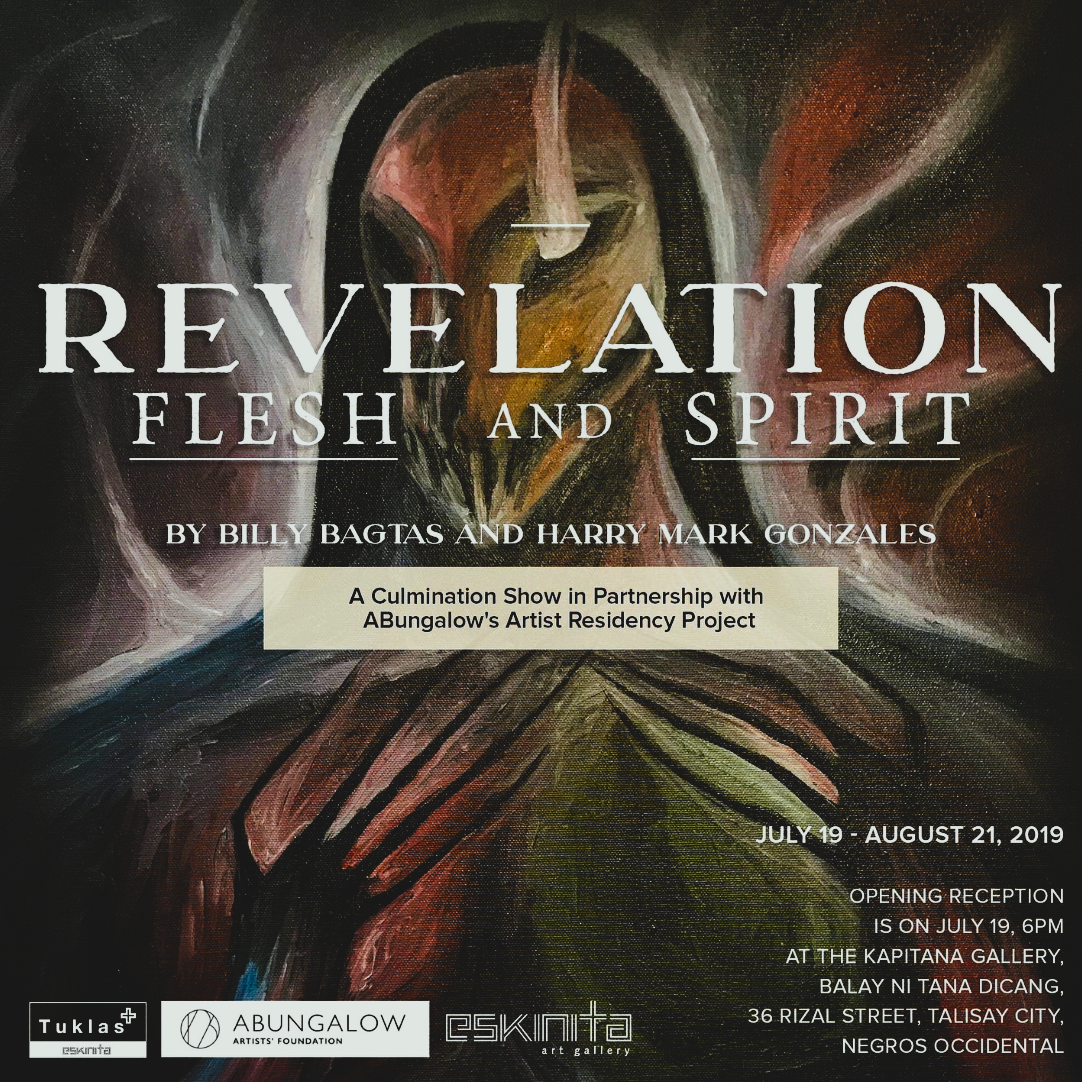 REVELATION
FLESH AND SPIRIT
BY BILLY BAGTAS AND HARRY MARK GONZALES
A Culmination Show in Partnership with
ABungalow's Artist Residency Project
JULY 19 - AUGUST 21, 2019
OPENING RECEPTION
IS ON JULY 19, 6PM
AT THE KAPITANA GALLERY,
BALAY NI TANA DICANG,
36 RIZAL STREET, TALISAY CITY,
NEGROS OCCIDENTAL
Tuklas
eskinita
ABUNGALOW
ARTISTS' FOUNDATION
eskinita
art gallery